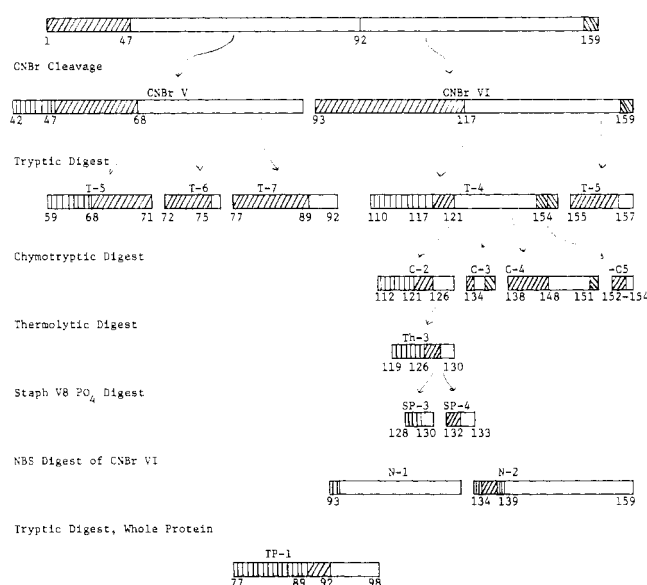 1 47 92 159
CNBr Cleavage
CNBr V CNBr VI
42 47 68 93 117 159
Tryptic Digest
T-5 T-6 T-7 T-4 T-5
59 68 71 72 75 77 89 92 110 117 121 154 155 157
Chymotryptic Digest
C-2 C-3 C-4 -C5
112 121 126 134 138 148 151 152-154
Thermolytic Digest
Th-3
119 126 130
Staph V8 PO4 Digest
SP-3 SP-4
128 130 132 133
NBS Digest of CNBr VI
N-1 N-2
93 134 139 159
Tryptic Digest, Whole Protein
TP-1
77 89 92 98